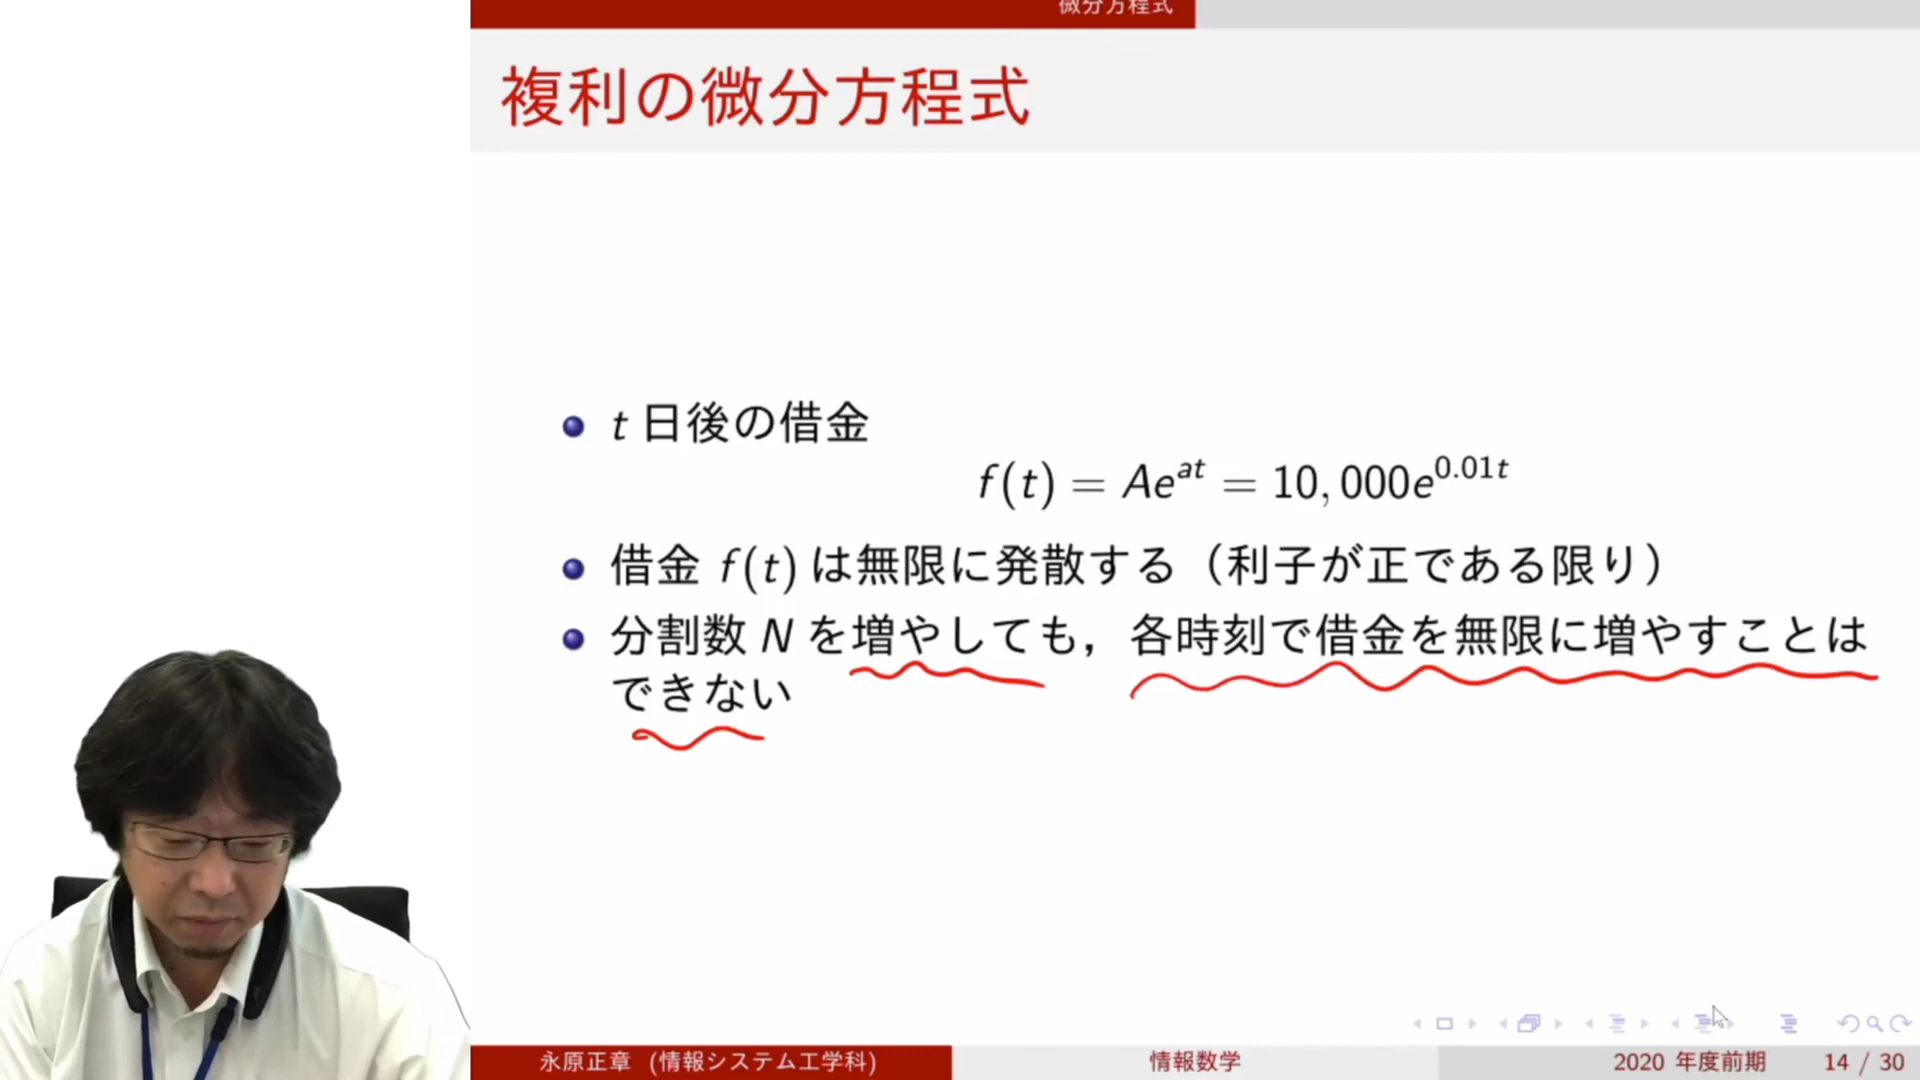 微分方程式
複利の微分方程式
t 日後の借金
f(t) = Ae^{at} = 10,000e^{0.01t}
借金 f(t) は無限に発散する（利子が正である限り）
分割数 N を増やしても，各時刻で借金を無限に増やすことは
できない
永原正章 (情報システム工学科) 情報数学 2020 年度前期 14 / 30